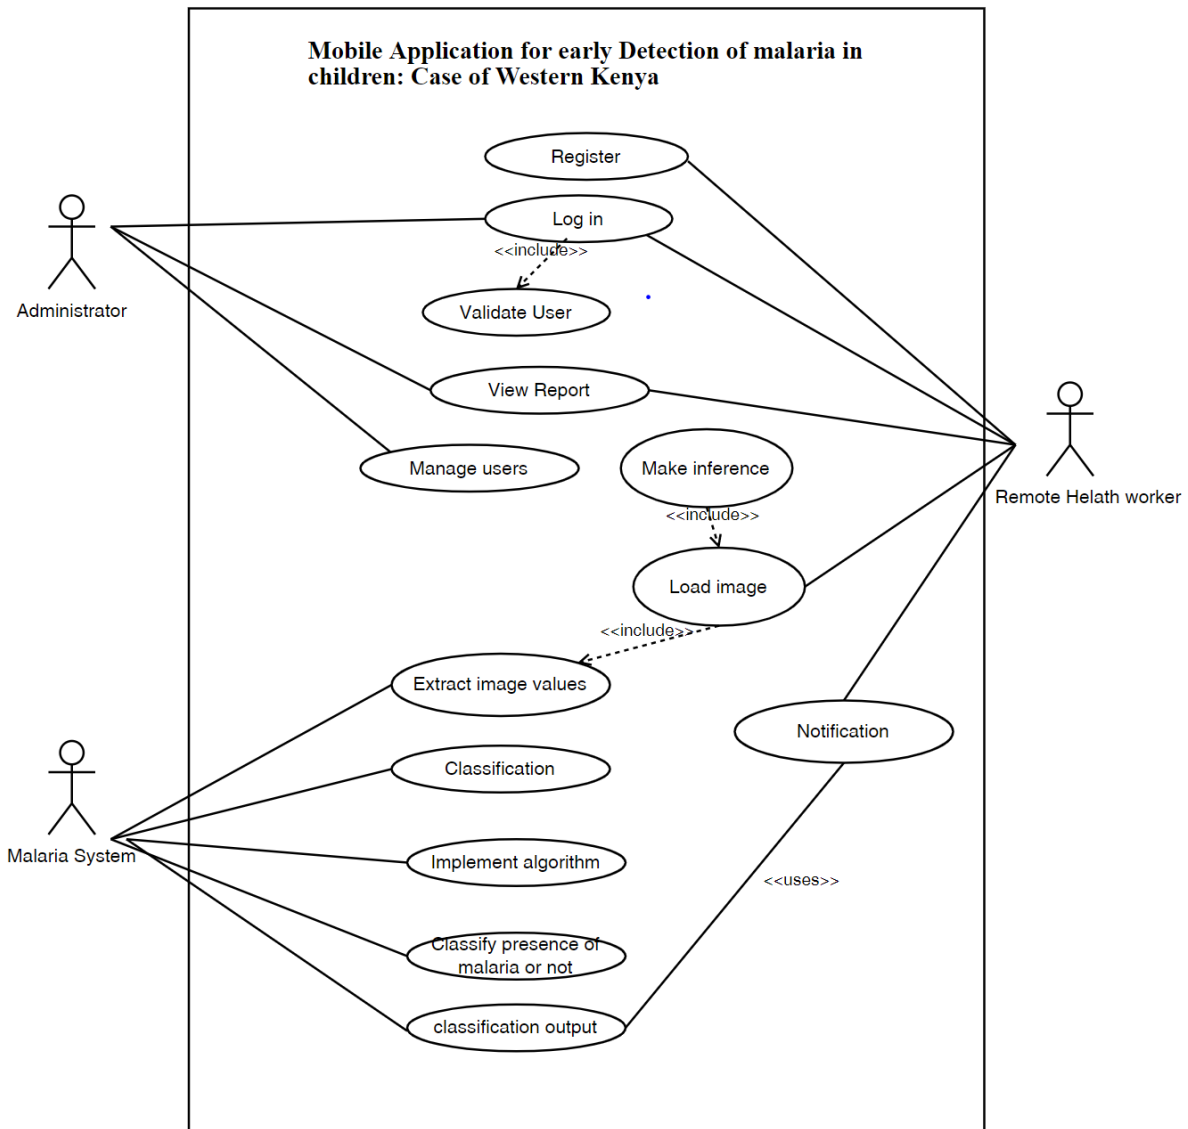 Mobile Application for early Detection of malaria in
children: Case of Western Kenya
Register
Log in
<<include>>
Administrator
Validate User
View Report
Manage users
Make inference
Remote Helath worker
<<include>>
Load image
<<include>>
Extract image values
Notification
Classification
Malaria System
Implement algorithm
<<uses>>
Classify presence of
malaria or not
classification output